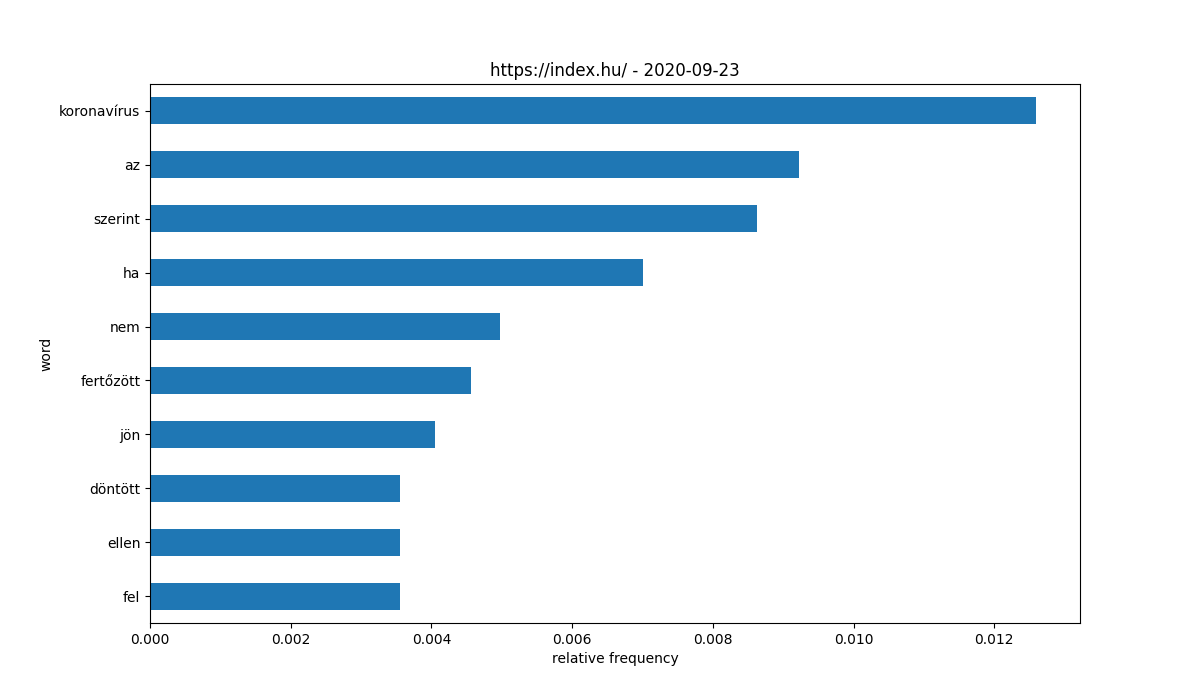 https://index.hu/ - 2020-09-23
koronavírus
az
szerint
ha
nem
fertőzött
jön
döntött
ellen
fel
word
0.000 0.002 0.004 0.006 0.008 0.010 0.012
relative frequency